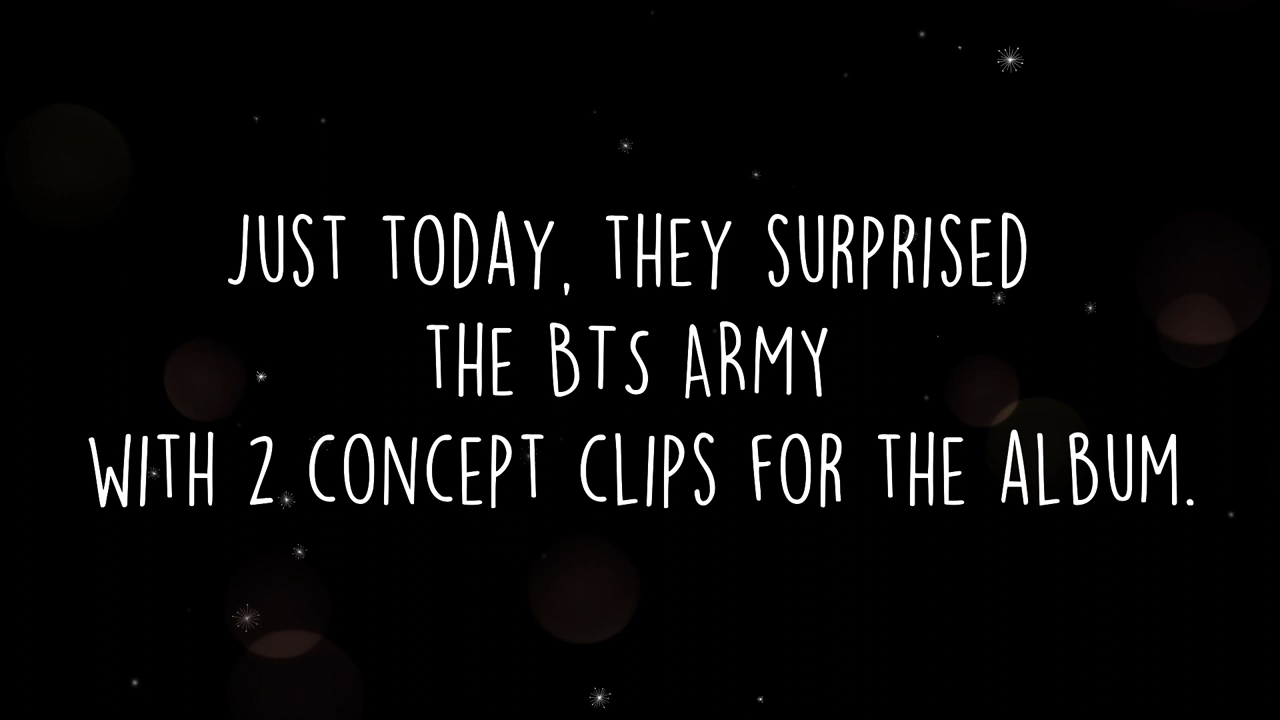 JUST TODAY, THEY SURPRISED
THE BTS ARMY
WITH 2 CONCEPT CLIPS FOR THE ALBUM.